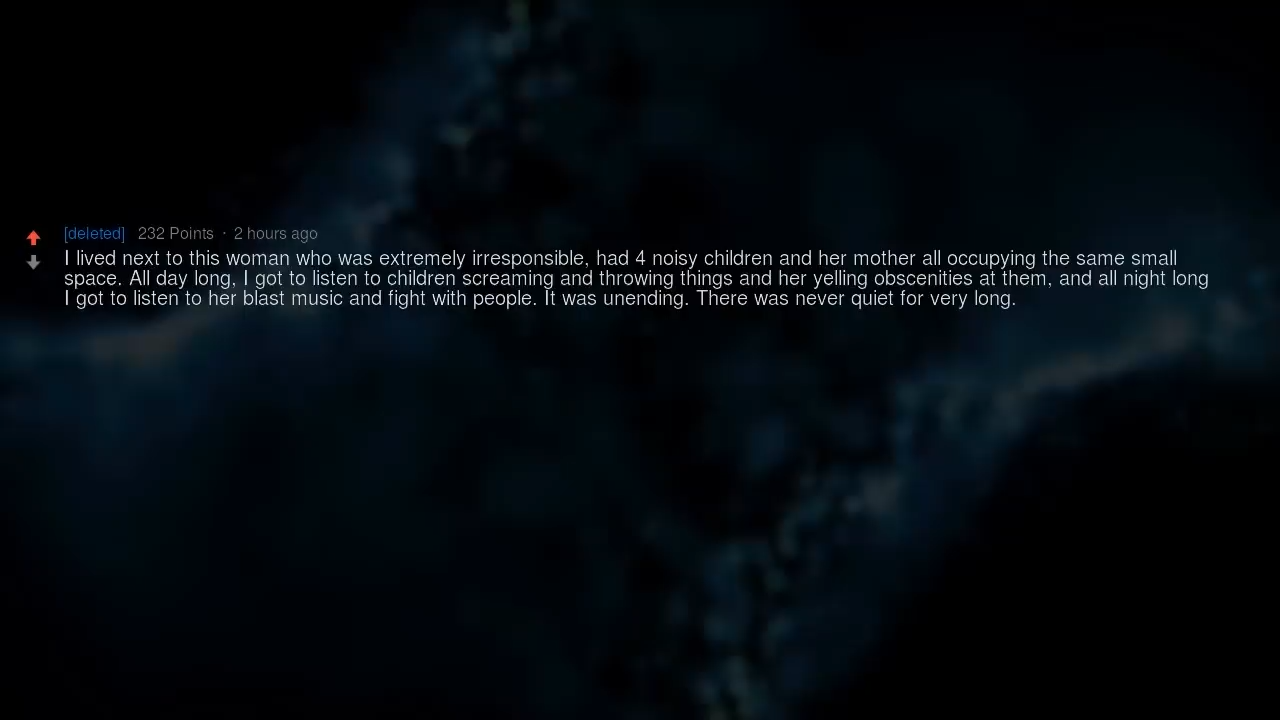 [deleted] 232 Points · 2 hours ago
I lived next to this woman who was extremely irresponsible, had 4 noisy children and her mother all occupying the same small
space. All day long, I got to listen to children screaming and throwing things and her yelling obscenities at them, and all night long
I got to listen to her blast music and fight with people. It was unending. There was never quiet for very long.